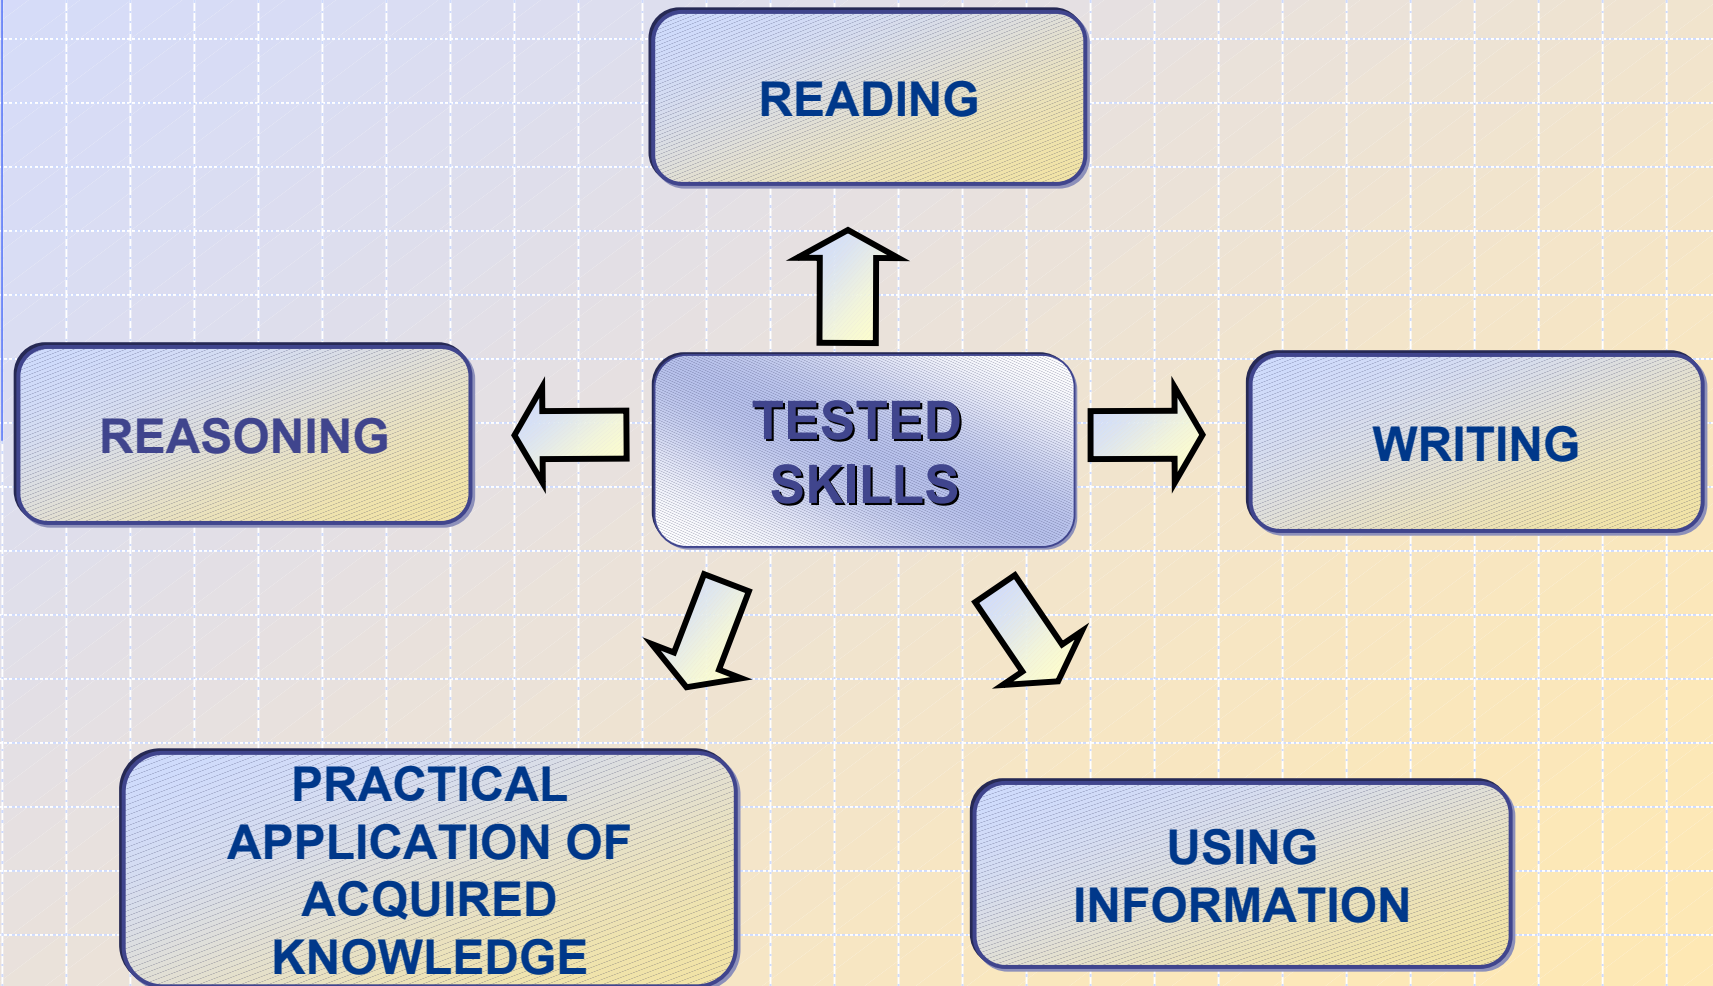 READING
REASONING
TESTED
SKILLS
WRITING
PRACTICAL
APPLICATION OF
ACQUIRED
KNOWLEDGE
USING
INFORMATION